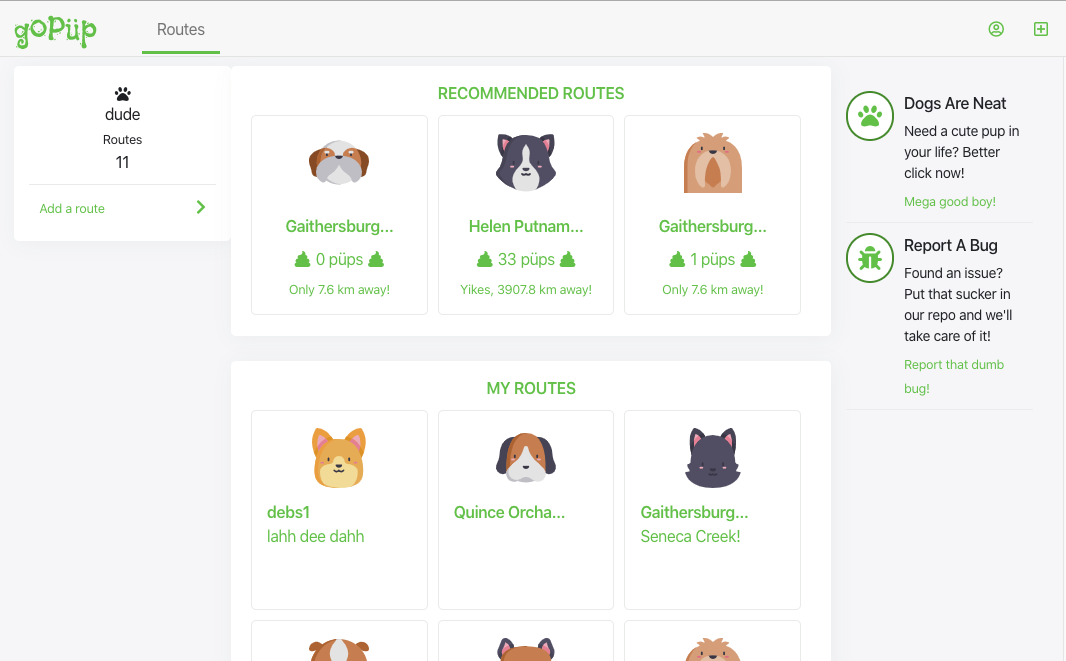 goPüp
Routes
dude
Routes
11
Add a route
RECOMMENDED ROUTES
Gaithersburg...
0 püps
Only 7.6 km away!
Helen Putnam...
33 püps
Yikes, 3907.8 km away!
Gaithersburg...
1 püps
Only 7.6 km away!
MY ROUTES
debs1
lahh dee dahh
Quince Orcha...
Gaithersburg...
Seneca Creek!
Dogs Are Neat
Need a cute pup in
your life? Better
click now!
Mega good boy!
Report A Bug
Found an issue?
Put that sucker in
our repo and we'll
take care of it!
Report that dumb
bug!